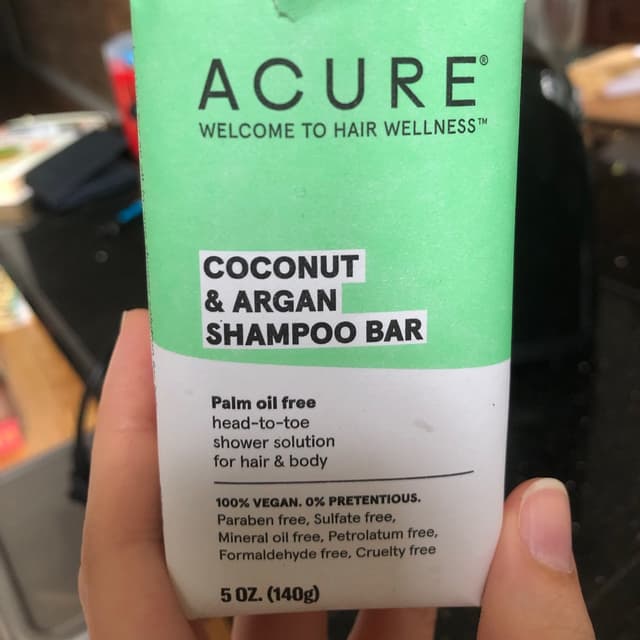 ACURE®
WELCOME TO HAIR WELLNESS™
COCONUT
& ARGAN
SHAMPOO BAR
Palm oil free
head-to-toe
shower solution
for hair & body
100% VEGAN. 0% PRETENTIOUS.
Paraben free, Sulfate free,
Mineral oil free, Petrolatum free,
Formaldehyde free, Cruelty free
5 OZ. (140g)